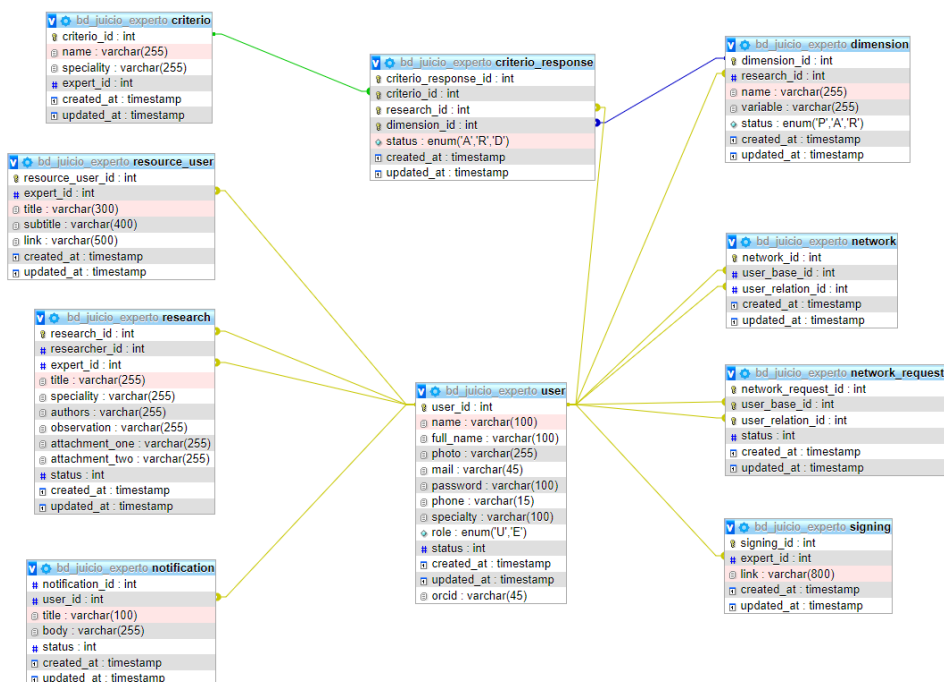 bd_juicio_experto criterio
criterio_id : int
name : varchar(255)
speciality : varchar(255)
expert_id : int
created_at : timestamp
updated_at : timestamp
bd_juicio_experto criterio_response
criterio_response_id : int
criterio_id : int
research_id : int
dimension_id : int
status : enum('A','R','D')
created_at : timestamp
updated_at : timestamp
bd_juicio_experto dimension
dimension_id : int
research_id : int
name : varchar(255)
variable : varchar(255)
status : enum('P','A','R')
created_at : timestamp
updated_at : timestamp
bd_juicio_experto resource_user
resource_user_id : int
expert_id : int
title : varchar(300)
subtitle : varchar(400)
link : varchar(500)
created_at : timestamp
updated_at : timestamp
bd_juicio_experto network
network_id : int
user_base_id : int
user_relation_id : int
created_at : timestamp
updated_at : timestamp
bd_juicio_experto research
research_id : int
researcher_id : int
expert_id : int
title : varchar(255)
speciality : varchar(255)
authors : varchar(255)
observation : varchar(255)
attachment_one : varchar(255)
attachment_two : varchar(255)
status : int
created_at : timestamp
updated_at : timestamp
bd_juicio_experto user
user_id : int
name : varchar(100)
full_name : varchar(100)
photo : varchar(255)
mail : varchar(45)
password : varchar(100)
phone : varchar(15)
specialty : varchar(100)
role : enum('U','E')
status : int
created_at : timestamp
updated_at : timestamp
orcid : varchar(45)
bd_juicio_experto network_request
network_request_id : int
user_base_id : int
user_relation_id : int
status : int
created_at : timestamp
updated_at : timestamp
bd_juicio_experto signing
signing_id : int
expert_id : int
link : varchar(800)
created_at : timestamp
updated_at : timestamp
bd_juicio_experto notification
notification_id : int
user_id : int
title : varchar(100)
body : varchar(255)
status : int
created_at : timestamp
updated_at : timestamp